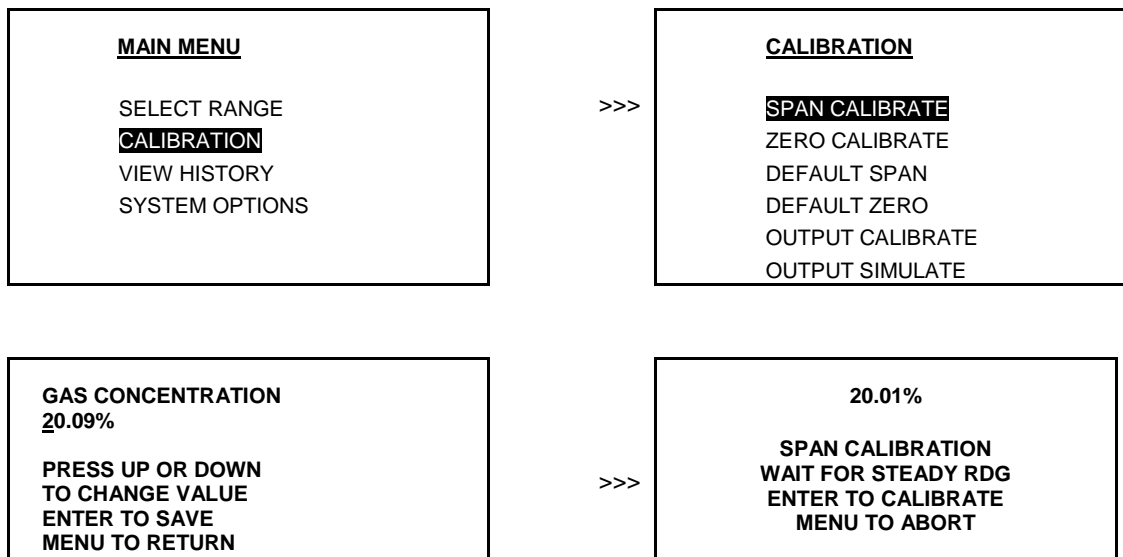 MAIN MENU
SELECT RANGE
CALIBRATION
VIEW HISTORY
SYSTEM OPTIONS
>>>
CALIBRATION
SPAN CALIBRATE
ZERO CALIBRATE
DEFAULT SPAN
DEFAULT ZERO
OUTPUT CALIBRATE
OUTPUT SIMULATE
GAS CONCENTRATION
20.09%
PRESS UP OR DOWN
TO CHANGE VALUE
ENTER TO SAVE
MENU TO RETURN
>>>
20.01%
SPAN CALIBRATION
WAIT FOR STEADY RDG
ENTER TO CALIBRATE
MENU TO ABORT